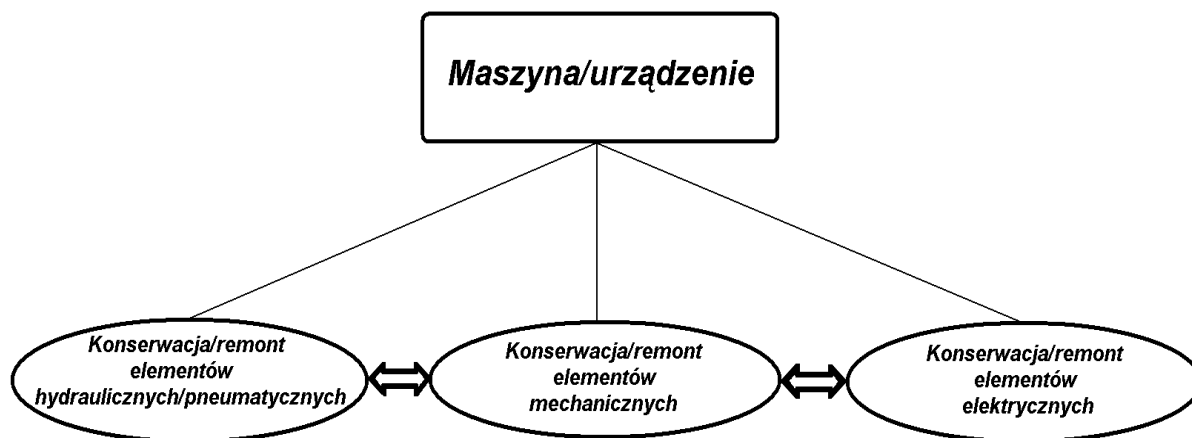 Maszyna/urządzenie
Konserwacja/remont
elementów
hydraulicznych/pneumatycznych
Konserwacja/remont
elementów
mechanicznych
Konserwacja/remont
elementów
elektrycznych